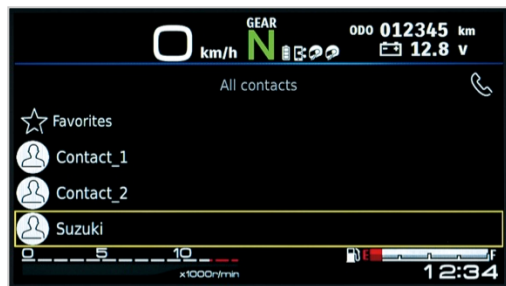 GEAR
0 km/h N ODO 012345 km
12.8 V
All contacts
Favorites
Contact_1
Contact_2
Suzuki
0 5 10
x1000r/min
E F
12:34